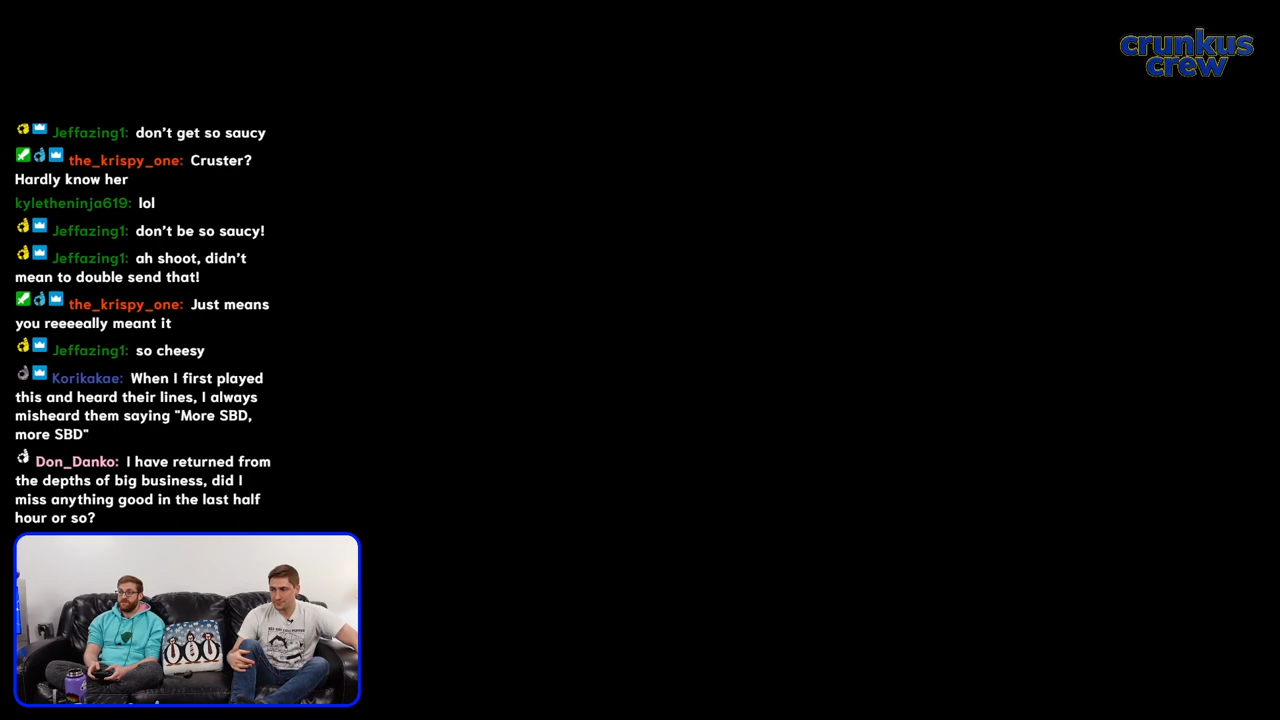 crunkus
crew
Jeffazing1: don't get so saucy
the_krispy_one: Cruster?
Hardly know her
kyletheninja619: lol
Jeffazing1: don't be so saucy!
Jeffazing1: ah shoot, didn't
mean to double send that!
the_krispy_one: Just means
you reeeeally meant it
Jeffazing1: so cheesy
Korikakae: When I first played
this and heard their lines, I always
misheard them saying "More SBD,
more SBD"
Don_Danko: I have returned from
the depths of big business, did I
miss anything good in the last half
hour or so?